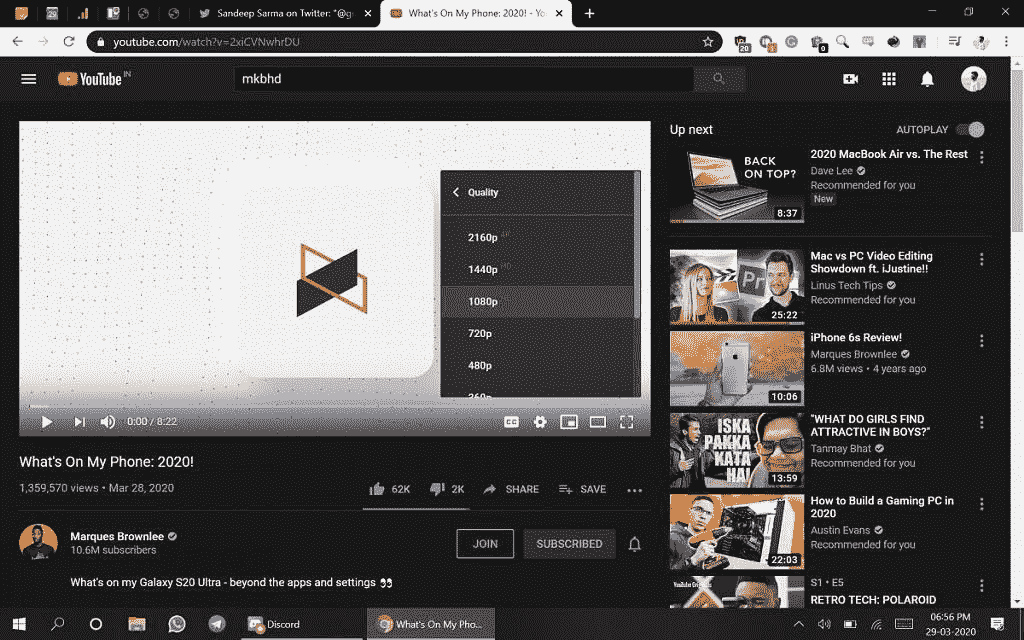 29
Sandeep Sarma on Twitter: "@g
What's On My Phone: 2020! - Yo
youtube.com/watch?v=2xiCVNwhrDU
20
1
0
YouTube IN
mkbhd
Quality
2160p 4K
1440p HD
1080p
720p
480p
360p
0:00 / 8:22
CC
What's On My Phone: 2020!
1,359,570 views • Mar 28, 2020
62K
2K
SHARE
SAVE
Marques Brownlee
10.6M subscribers
JOIN
SUBSCRIBED
What's on my Galaxy S20 Ultra - beyond the apps and settings
Up next
AUTOPLAY
BACK
ON TOP?
8:37
2020 MacBook Air vs. The Rest
Dave Lee
Recommended for you
New
Pr
25:22
Mac vs PC Video Editing
Showdown ft. iJustine!!
Linus Tech Tips
Recommended for you
10:06
iPhone 6s Review!
Marques Brownlee
6.8M views • 4 years ago
ISKA
PAKKA
KATA
HAI
13:59
"WHAT DO GIRLS FIND
ATTRACTIVE IN BOYS?"
Tanmay Bhat
Recommended for you
22:03
How to Build a Gaming PC in
2020
Austin Evans
Recommended for you
S1 • E5
RETRO TECH: POLAROID
Discord
What's On My Pho...
06:56 PM
29-03-2020